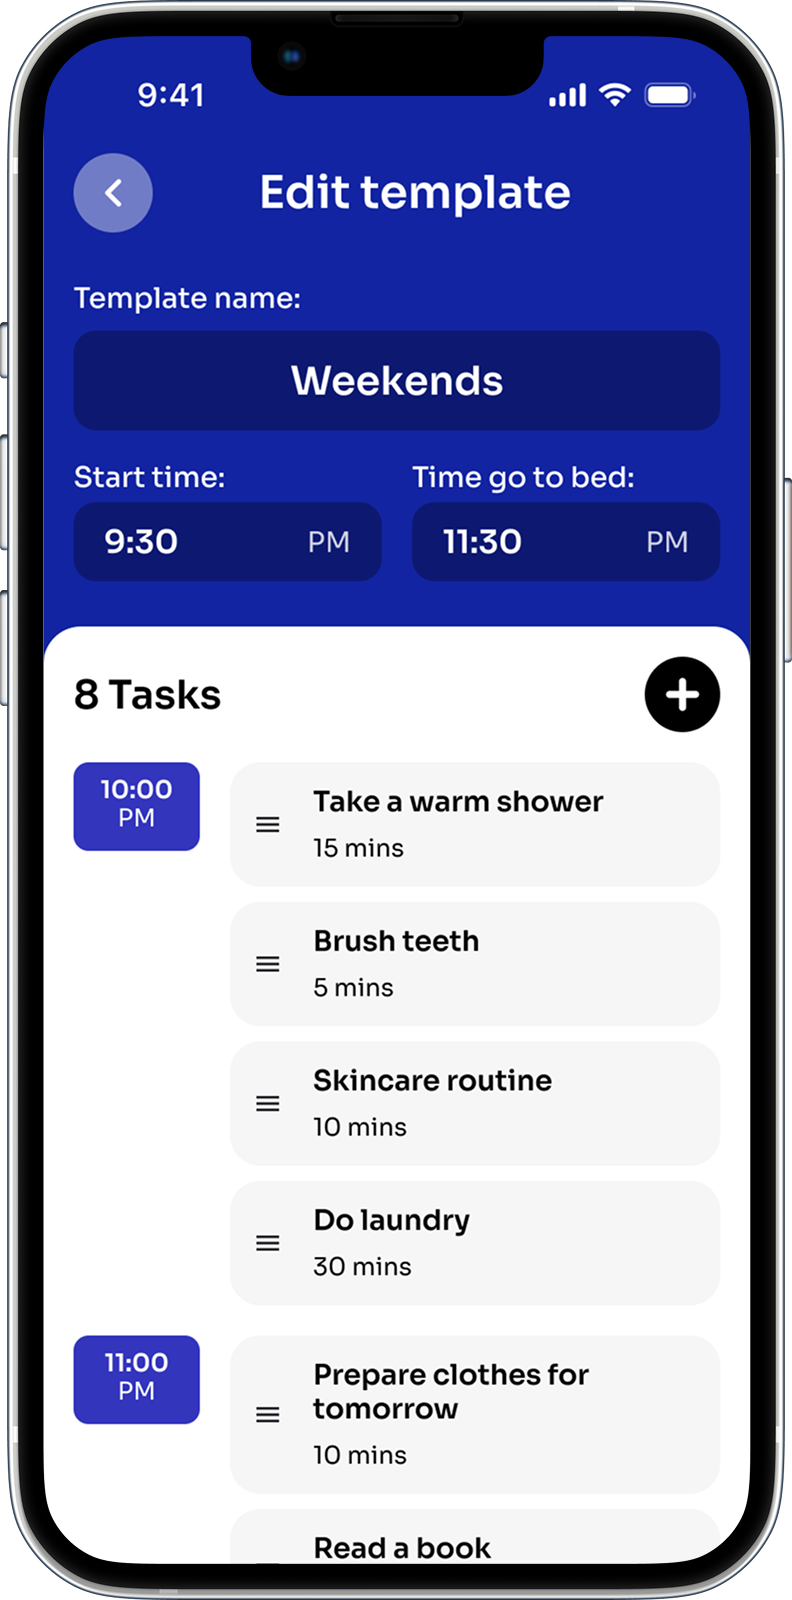 9:41
Edit template
Template name:
Weekends
Start time:
Time go to bed:
9:30 PM
11:30 PM
8 Tasks
10:00
PM
Take a warm shower
15 mins
Brush teeth
5 mins
Skincare routine
10 mins
Do laundry
30 mins
11:00
PM
Prepare clothes for
tomorrow
10 mins
Read a book